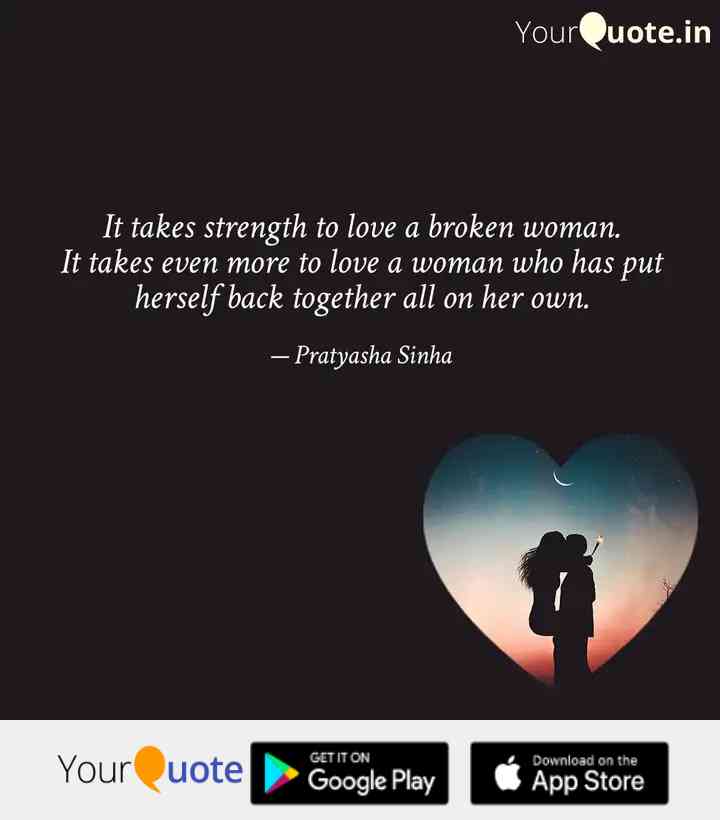 YourQuote.in
It takes strength to love a broken woman.
It takes even more to love a woman who has put
herself back together all on her own.
— Pratyasha Sinha
YourQuote
GET IT ON
Google Play
Download on the
App Store